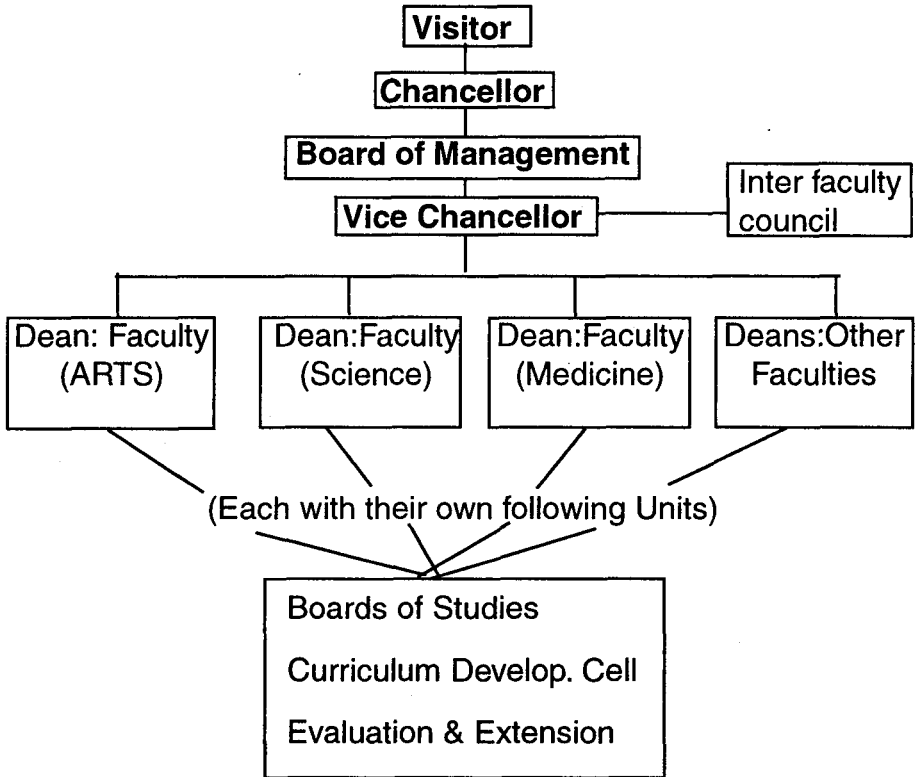 Visitor
Chancellor
Board of Management
Vice Chancellor
Inter faculty
council
Dean: Faculty
(ARTS)
Dean:Faculty
(Science)
Dean:Faculty
(Medicine)
Deans:Other
Faculties
(Each with their own following Units)
Boards of Studies
Curriculum Develop. Cell
Evaluation & Extension